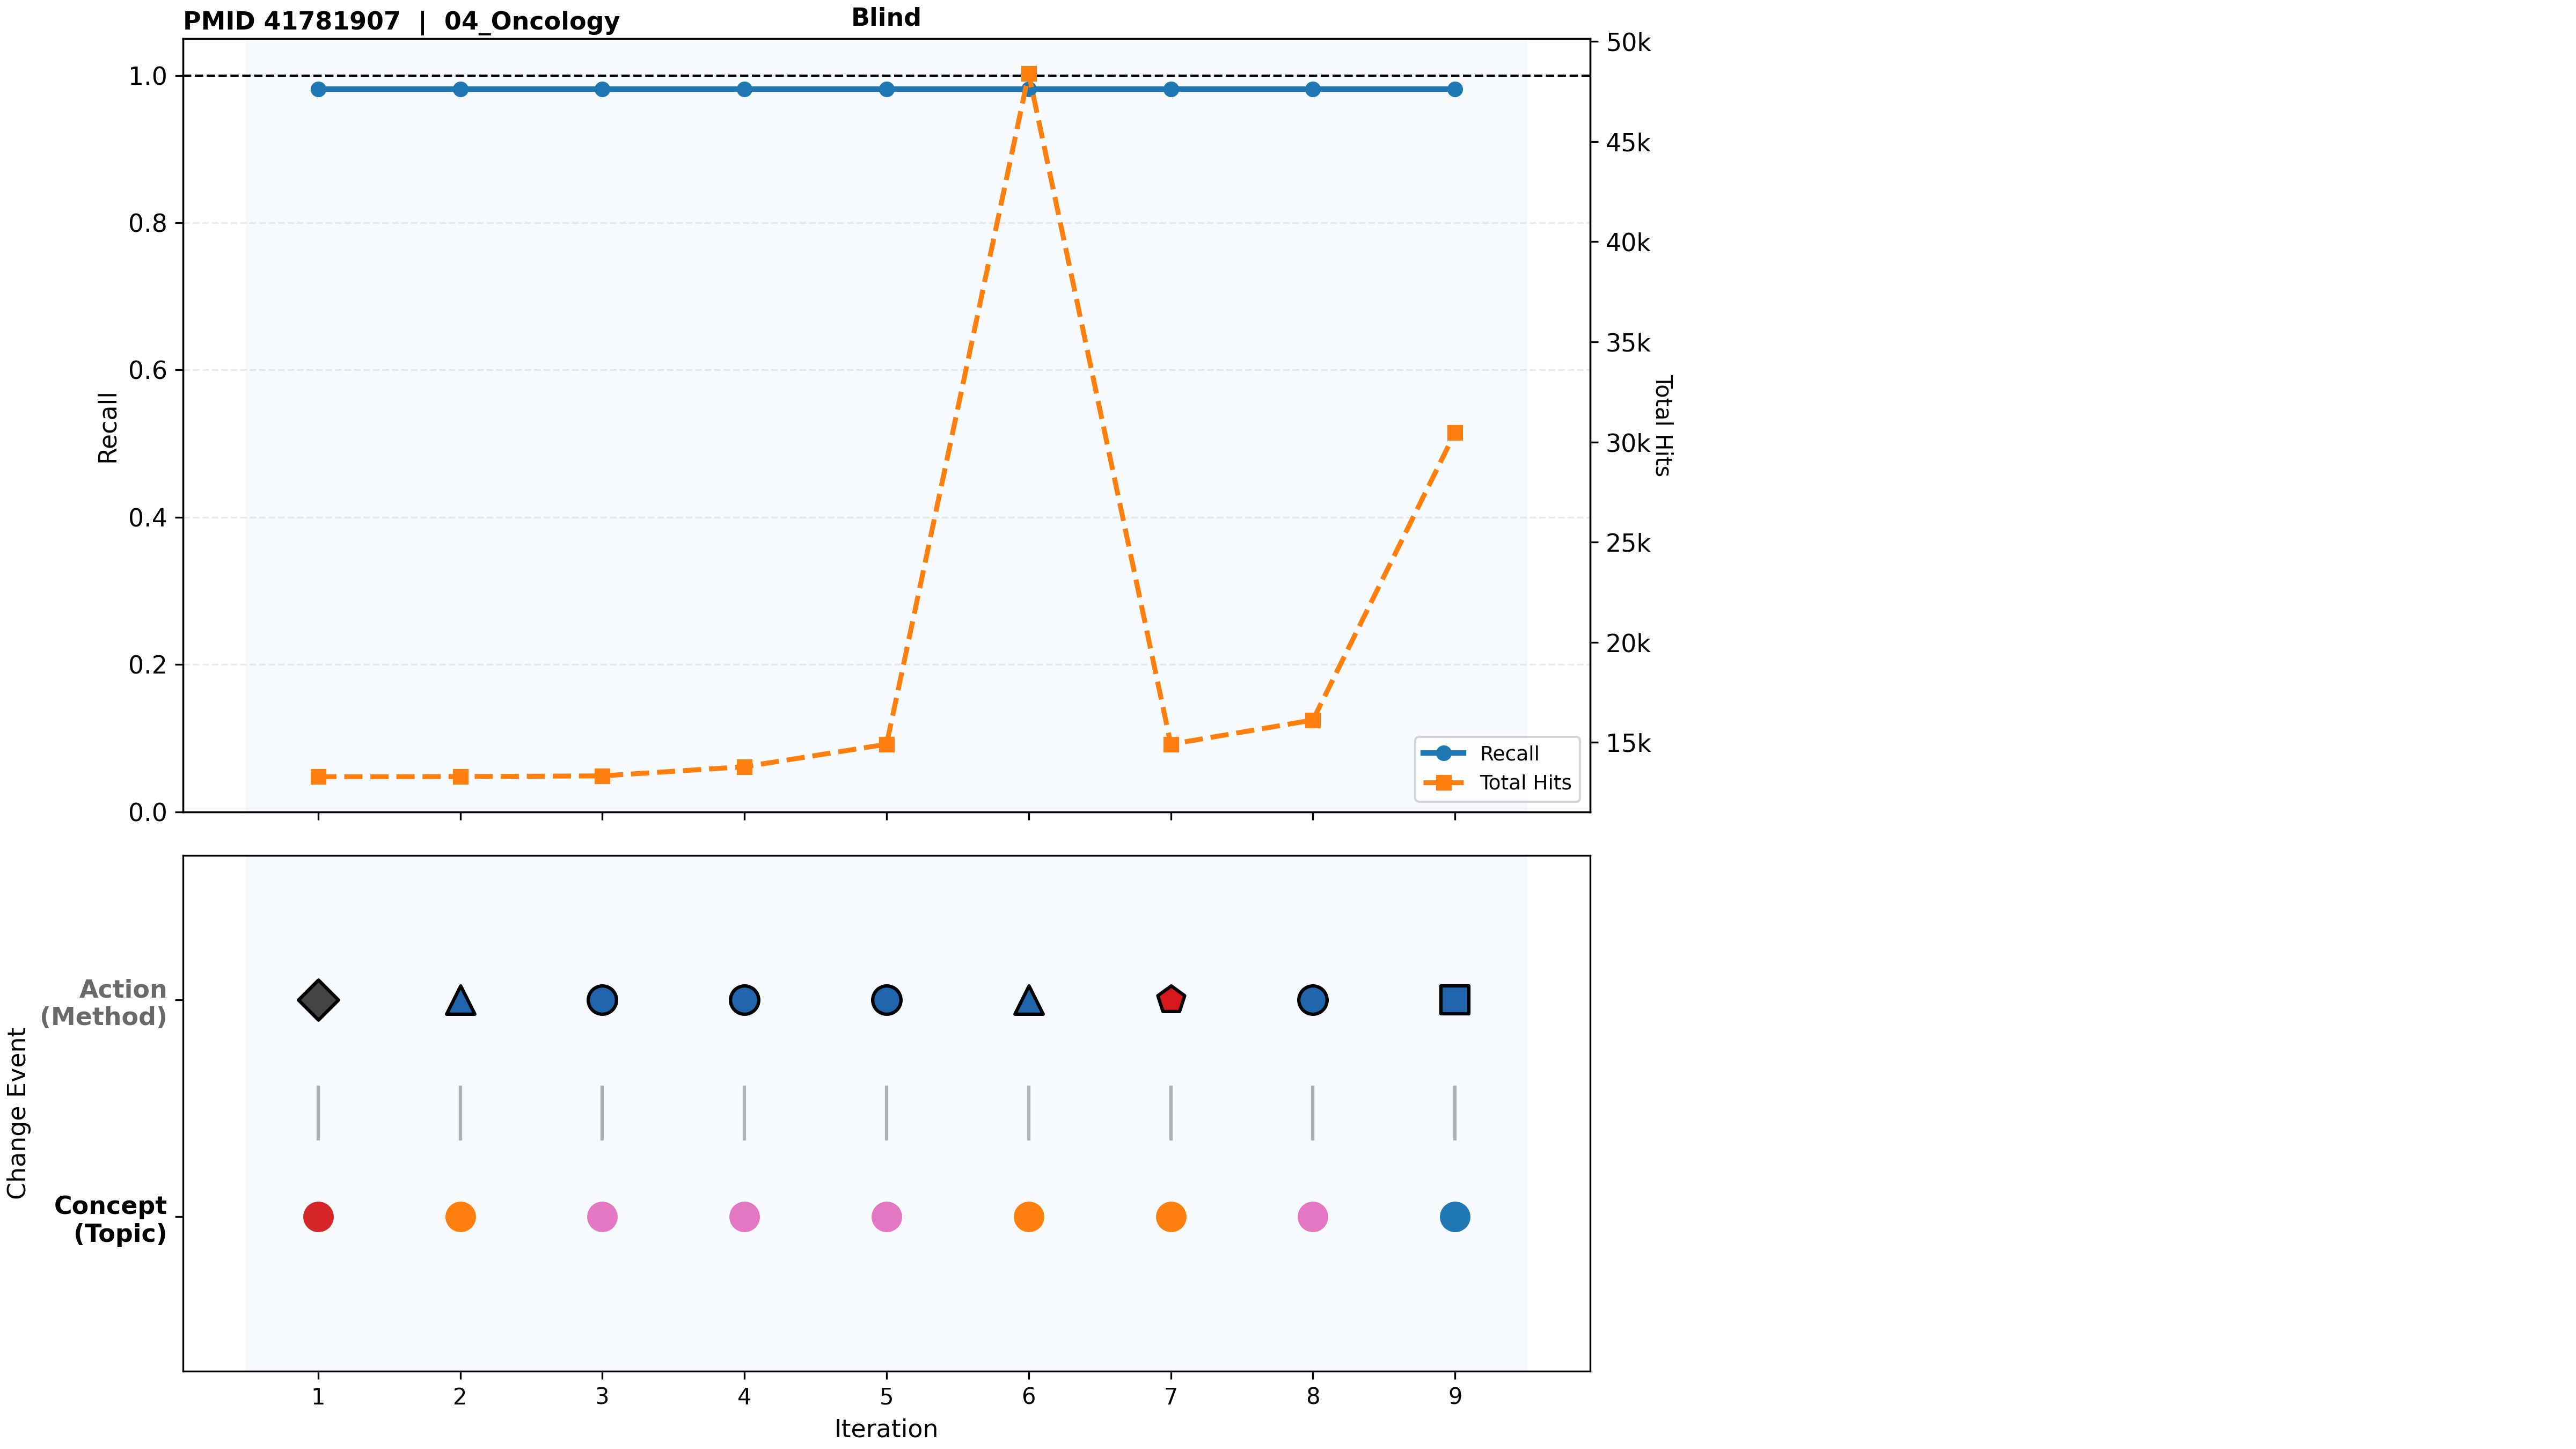 PMID 41781907 | 04_Oncology
Blind
1.0
0.8
0.6
0.4
0.2
0.0
Recall
50k
45k
40k
35k
30k
25k
20k
15k
Total Hits
Recall
Total Hits
Change Event
Action
(Method)
Concept
(Topic)
1 2 3 4 5 6 7 8 9
Iteration